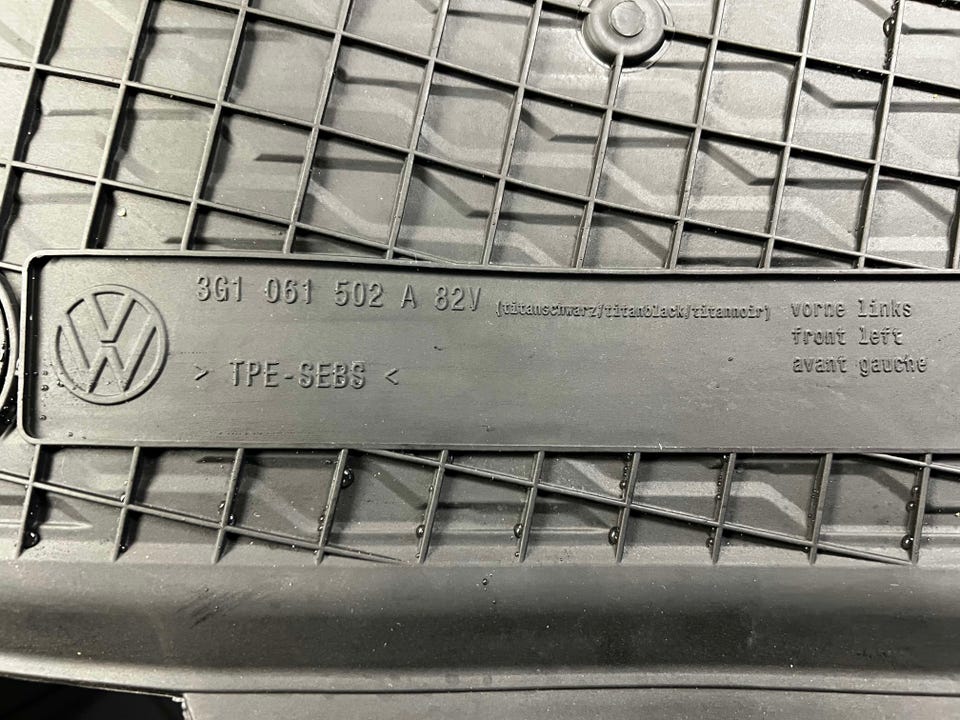 3G1 061 502 A 82V (titanschwarz/titanblack/titannoir)
> TPE-SEBS <
vorne links
front left
avant gauche